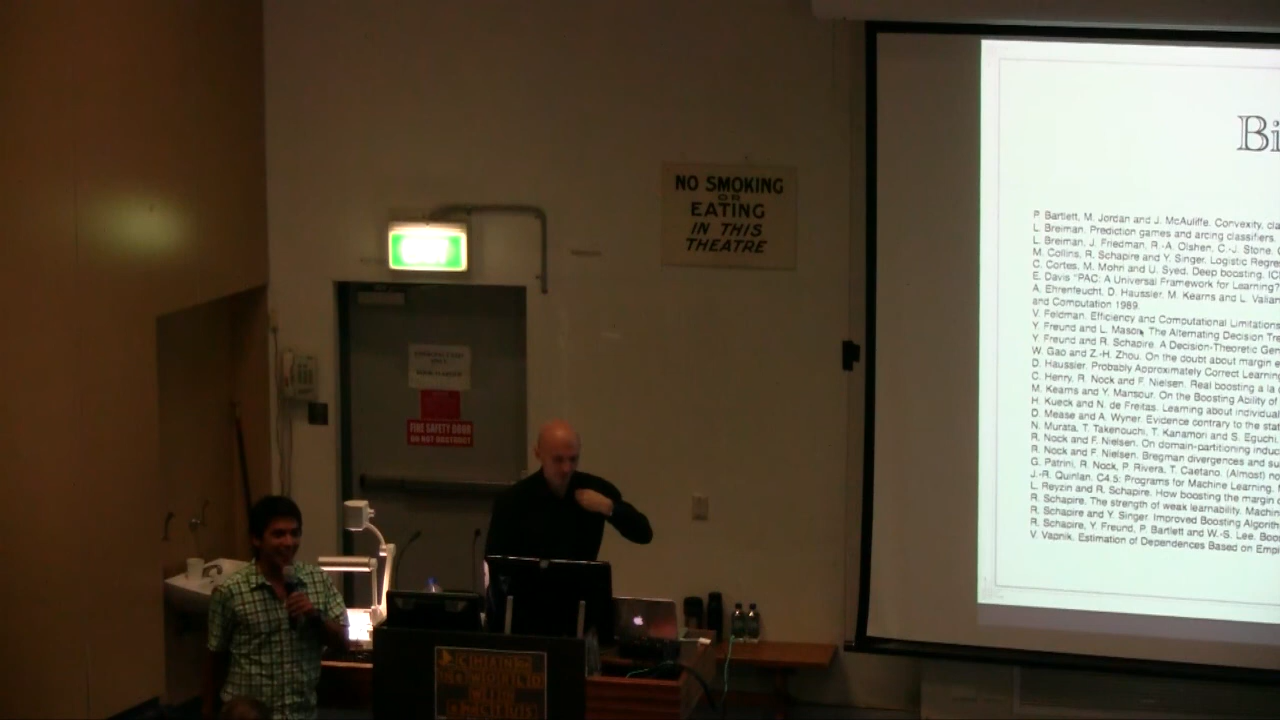 NO SMOKING
OR
EATING
IN THIS
THEATRE
FIRE SAFETY DOOR
DO NOT OBSTRUCT
Bi
P. Bartlett, M. Jordan and J. McAuliffe. Convexity, cla
L. Breiman. Prediction games and arcing classifiers.
L. Breiman, J. Friedman, R.-A. Olshen, C.-J. Stone.
M. Collins, R. Schapire and Y. Singer. Logistic Regre
C. Cortes, M. Mohri and U. Syed. Deep boosting. IC
E. Davis "PAC: A Universal Framework for Learning?
A. Ehrenfeucht, D. Haussler, M. Kearns and L. Valian
and Computation 1989.
V. Feldman. Efficiency and Computational Limitations
Y. Freund and L. Mason. The Alternating Decision Tre
Y. Freund and R. Schapire. A Decision-Theoretic Gen
W. Gao and Z.-H. Zhou. On the doubt about margin e
D. Haussler. Probably Approximately Correct Learning
C. Henry, R. Nock and F. Nielsen. Real boosting a la
M. Kearns and Y. Mansour. On the Boosting Ability of
H. Kueck and N. de Freitas. Learning about individual
D. Mease and A. Wyner. Evidence contrary to the stat
N. Murata, T. Takenouchi, T. Kanamori and S. Eguchi.
R. Nock and F. Nielsen. On domain-partitioning induc
R. Nock and F. Nielsen. Bregman divergences and su
G. Patrini, R. Nock, P. Rivera, T. Caetano. (Almost) no
J.-R. Quinlan. C4.5: Programs for Machine Learning.
L. Reyzin and R. Schapire. How boosting the margin
R. Schapire. The strength of weak learnability. Machin
R. Schapire and Y. Singer. Improved Boosting Algorith
R. Schapire, Y. Freund, P. Bartlett and W.-S. Lee. Boo
V. Vapnik. Estimation of Dependences Based on Empi